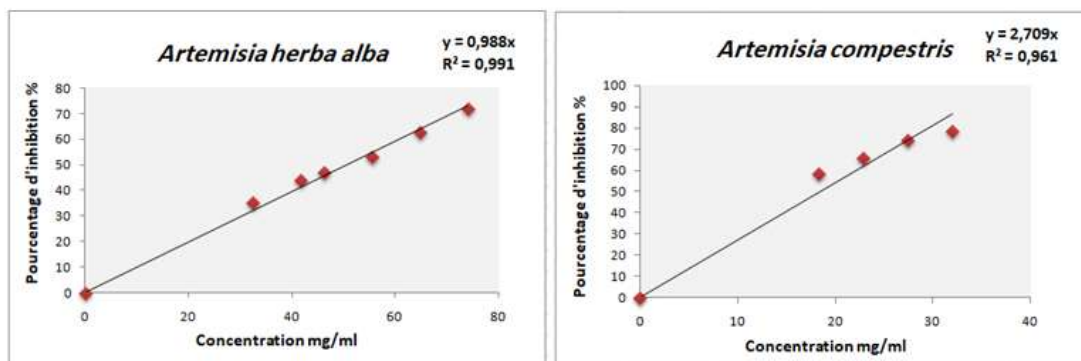 Artemisia herba alba
y = 0,988x
R² = 0,991
Pourcentage d'inhibition %
80
70
60
50
40
30
20
10
0
0 20 40 60 80
Concentration mg/ml
Artemisia compestris
y = 2,709x
R² = 0,961
Pourcentage d'inhibition %
100
90
80
70
60
50
40
30
20
10
0
0 10 20 30 40
Concentration mg/ml